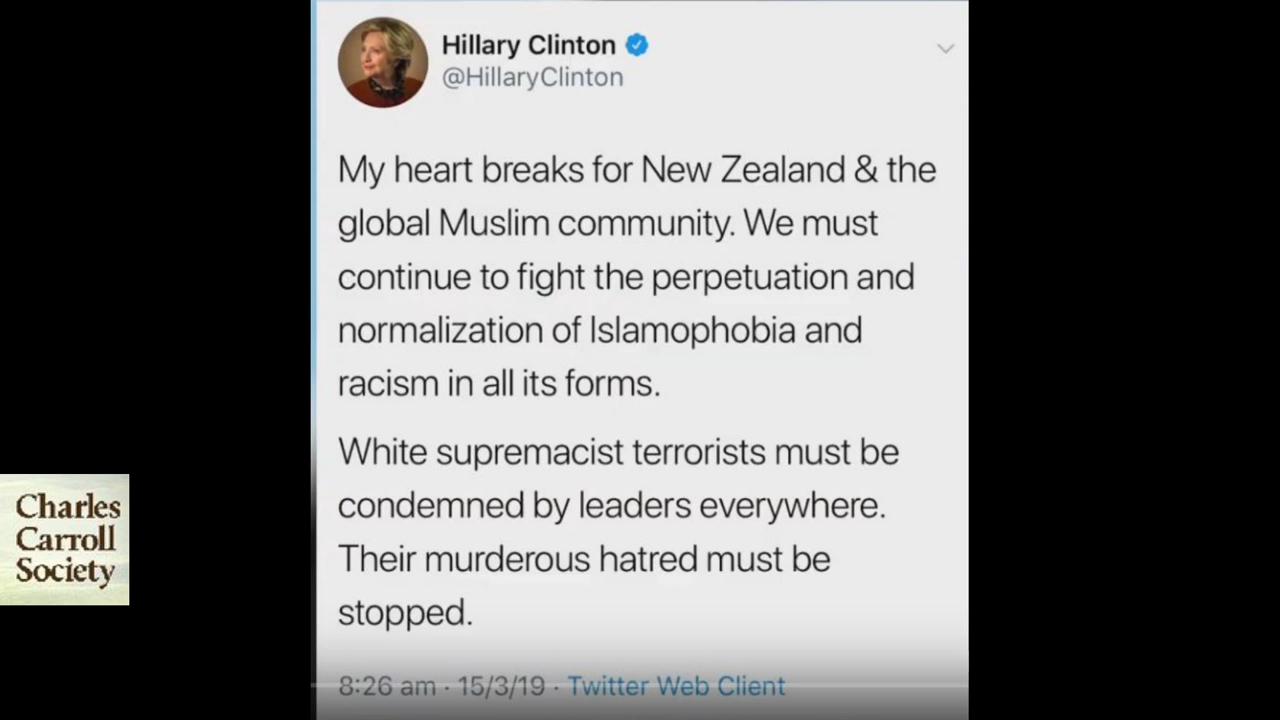 Hillary Clinton
@HillaryClinton
My heart breaks for New Zealand & the
global Muslim community. We must
continue to fight the perpetuation and
normalization of Islamophobia and
racism in all its forms.
White supremacist terrorists must be
condemned by leaders everywhere.
Their murderous hatred must be
stopped.
8:26 am · 15/3/19 · Twitter Web Client
Charles
Carroll
Society